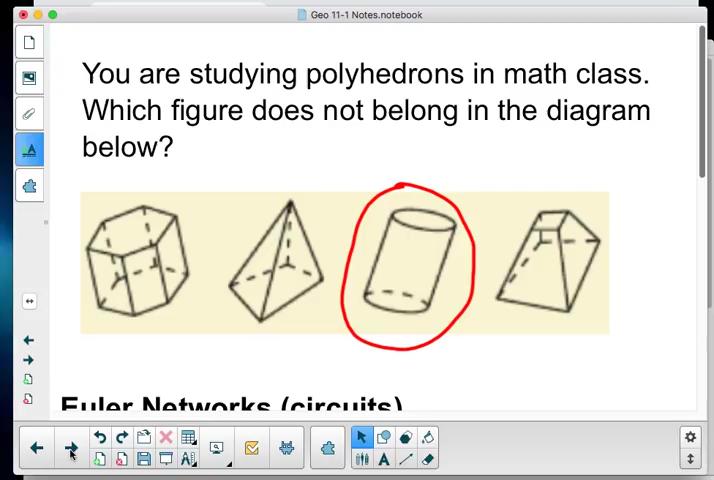 Geo 11-1 Notes.notebook
You are studying polyhedrons in math class.
Which figure does not belong in the diagram
below?
Euler Networks (circuits)